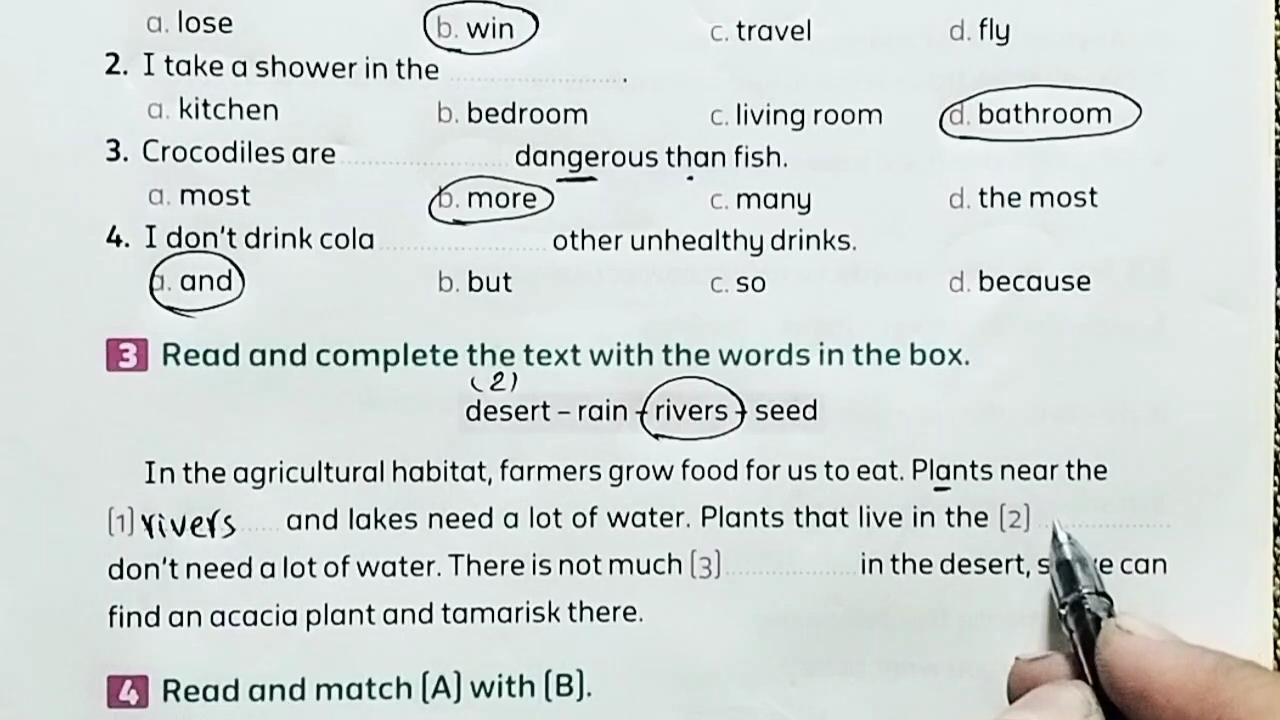 a. lose b. win c. travel d. fly
2. I take a shower in the .................... .
a. kitchen b. bedroom c. living room d. bathroom
3. Crocodiles are .................... dangerous than fish.
a. most b. more c. many d. the most
4. I don't drink cola .................... other unhealthy drinks.
a. and b. but c. so d. because
3 Read and complete the text with the words in the box.
(2)
desert – rain – rivers – seed
In the agricultural habitat, farmers grow food for us to eat. Plants near the
(1) rivers ...... and lakes need a lot of water. Plants that live in the (2) ....................
don't need a lot of water. There is not much (3) .................... in the desert, can
find an acacia plant and tamarisk there.
4 Read and match (A) with (B).